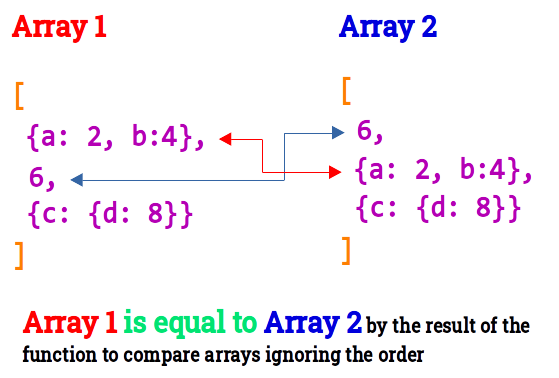 Array 1
[
{a: 2, b:4},
6,
{c: {d: 8}}
]
Array 2
[
6,
{a: 2, b:4},
{c: {d: 8}}
]
Array 1 is equal to Array 2 by the result of the
function to compare arrays ignoring the order